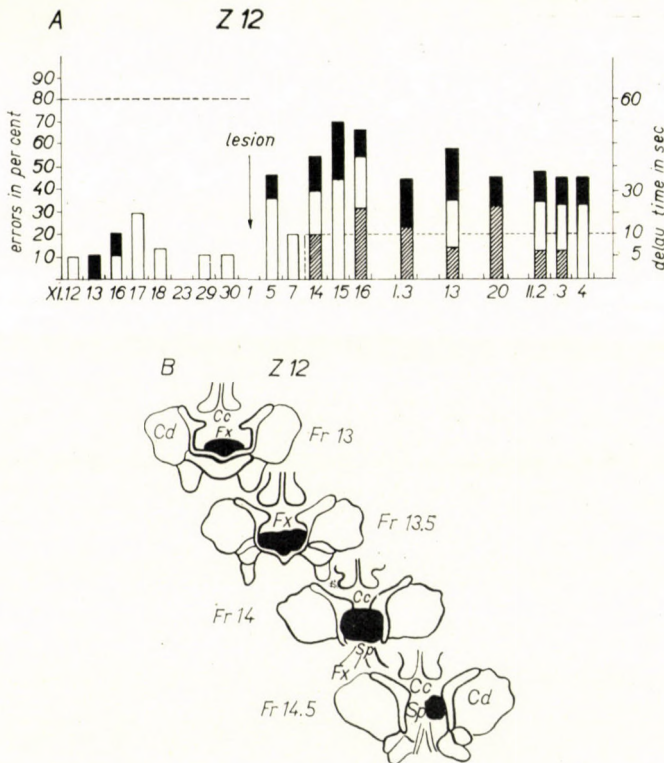 A Z 12
errors in per cent
90
80
70
60
50
40
30
20
10
lesion
60
30
10
5
delay time in sec
XI.12 13 16 17 18 23 29 30 1 5 7 14 15 16 I.3 13 20 II.2 3 4
B Z 12
Cc
Fx
Cd
Fr 13
Fx
Fr 13.5
Cc
Fr 14
Sp
Fx
Cc
Sp
Cd
Fr 14.5